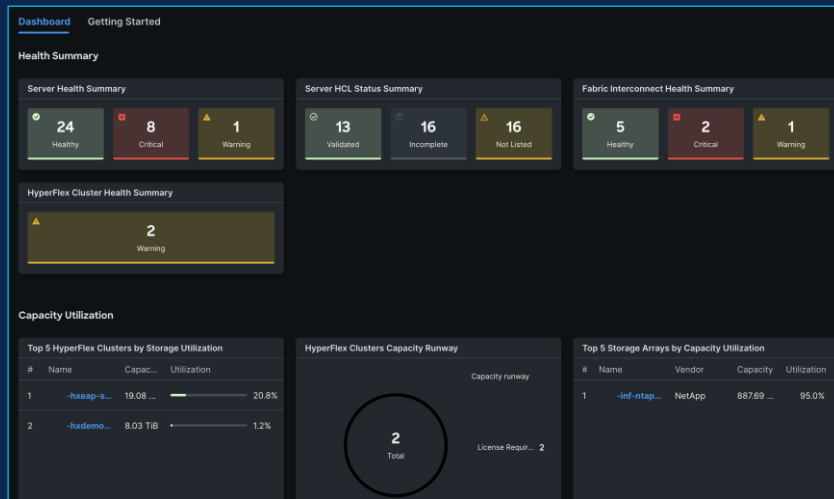 Dashboard Getting Started
Health Summary
Server Health Summary
24
Healthy
8
Critical
1
Warning
Server HCL Status Summary
13
Validated
16
Incomplete
16
Not Listed
Fabric Interconnect Health Summary
5
Healthy
2
Critical
1
Warning
HyperFlex Cluster Health Summary
2
Warning
Capacity Utilization
Top 5 HyperFlex Clusters by Storage Utilization
# Name Capac... Utilization
1 -hxeap-s... 19.08 ... 20.8%
2 -hxdemo... 8.03 TiB 1.2%
HyperFlex Clusters Capacity Runway
Capacity runway
2
Total
License Requir... 2
Top 5 Storage Arrays by Capacity Utilization
# Name Vendor Capacity Utilization
1 -inf-ntap... NetApp 887.69 ... 95.0%